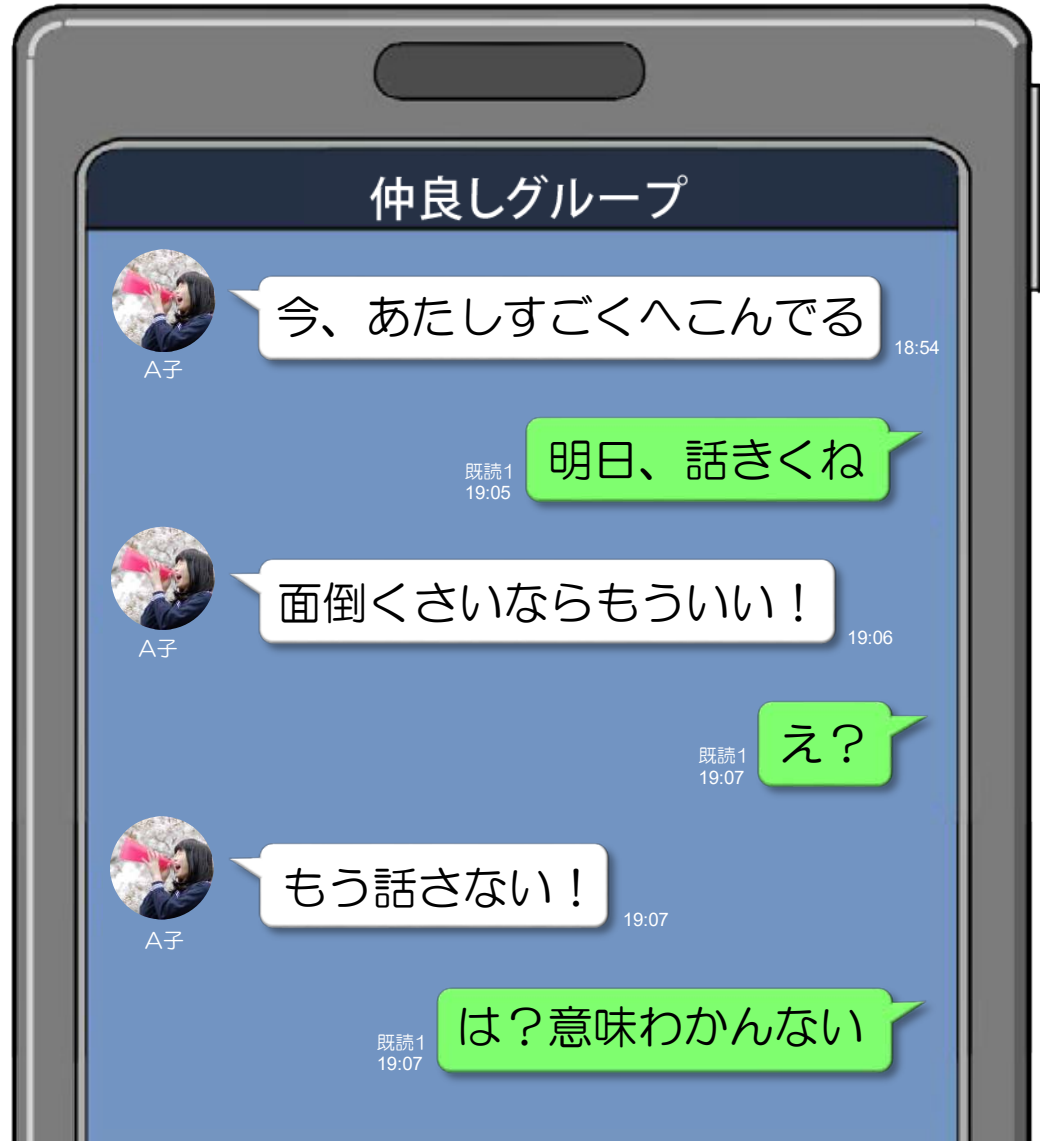 仲良しグループ
今、あたしすごくへこんでる
18:54
A子
明日、話きくね
既読1
19:05
面倒くさいならもういい！
19:06
A子
え？
既読1
19:07
もう話さない！
19:07
A子
は？意味わかんない
既読1
19:07